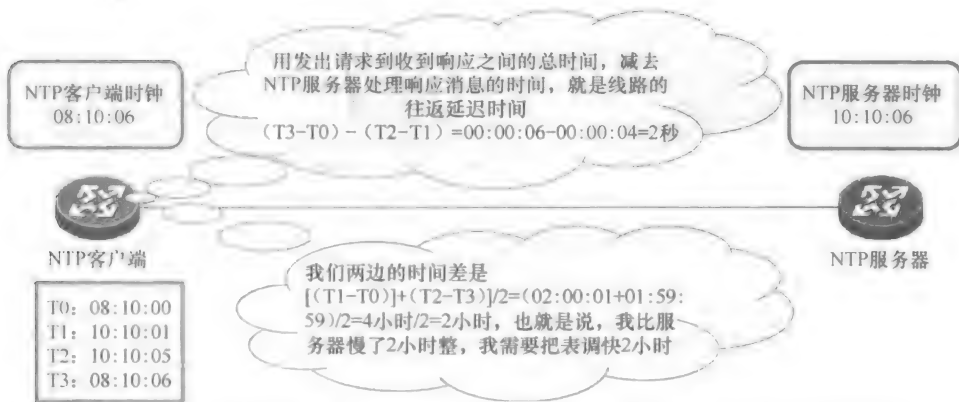 用发出请求到收到响应之间的总时间，减去
NTP服务器处理响应消息的时间，就是线路的
往返延迟时间
（T3-T0）-（T2-T1）=00:00:06-00:00:04=2秒
NTP客户端时钟
08:10:06
NTP服务器时钟
10:10:06
NTP客户端
NTP服务器
T0：08:10:00
T1：10:10:01
T2：10:10:05
T3：08:10:06
我们两边的时间差是
[(T1-T0)]+(T2-T3)]/2=(02:00:01+01:59:
59)/2=4小时/2=2小时，也就是说，我比服
务器慢了2小时整，我需要把表调快2小时